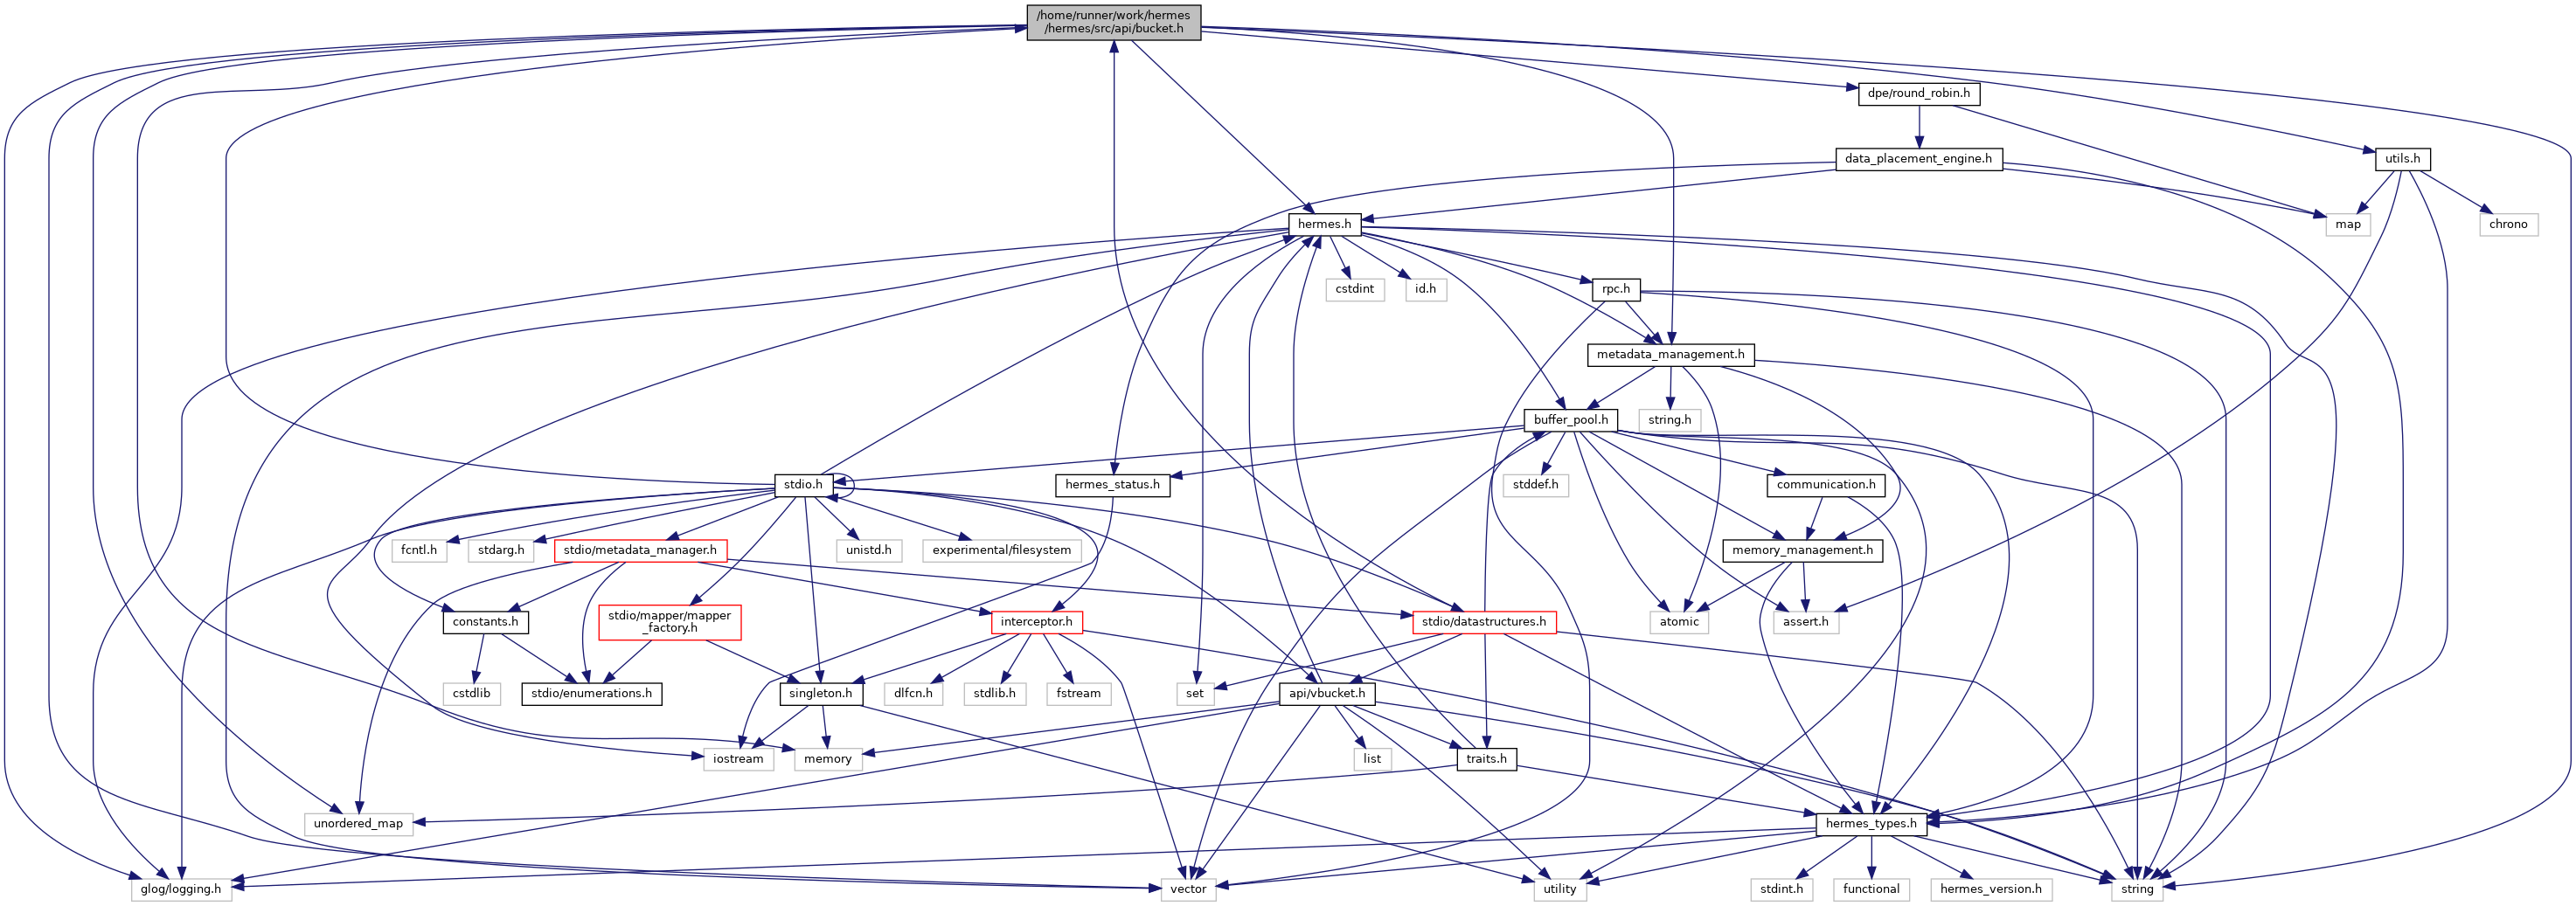 /home/runner/work/hermes
/hermes/src/api/bucket.h
dpe/round_robin.h
data_placement_engine.h
utils.h
hermes.h
map
chrono
cstdint
id.h
rpc.h
metadata_management.h
buffer_pool.h
string.h
stdio.h
hermes_status.h
stddef.h
communication.h
fcntl.h
stdarg.h
stdio/metadata_manager.h
unistd.h
experimental/filesystem
memory_management.h
constants.h
stdio/mapper/mapper
_factory.h
interceptor.h
stdio/datastructures.h
atomic
assert.h
cstdlib
stdio/enumerations.h
singleton.h
dlfcn.h
stdlib.h
fstream
set
api/vbucket.h
iostream
memory
list
traits.h
unordered_map
hermes_types.h
glog/logging.h
vector
utility
stdint.h
functional
hermes_version.h
string